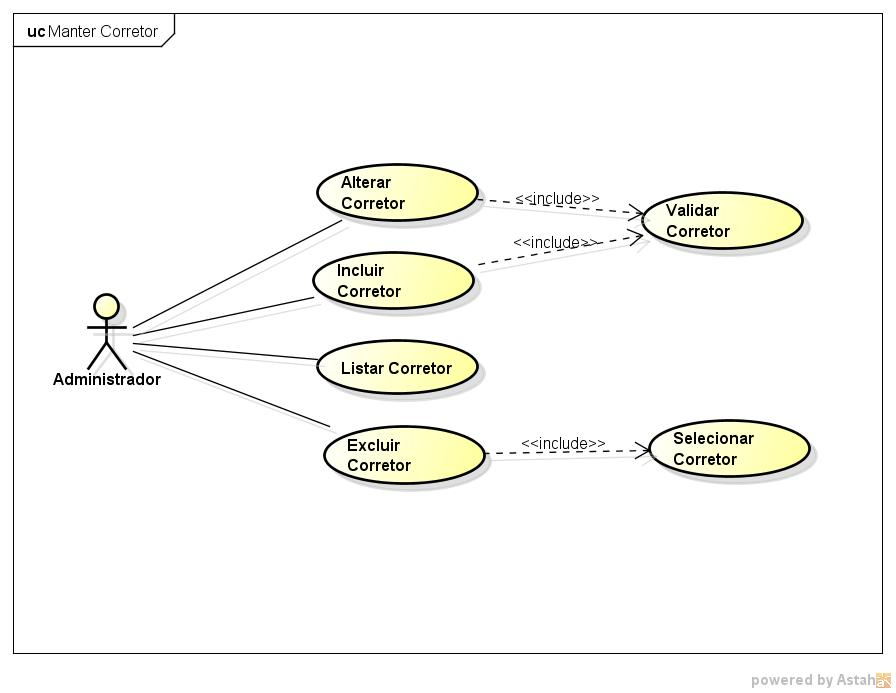 uc Manter Corretor
Alterar
Corretor
<<include>>
Validar
Corretor
<<include>>
Incluir
Corretor
Administrador
Listar Corretor
Excluir
Corretor
<<include>>
Selecionar
Corretor
powered by Astah